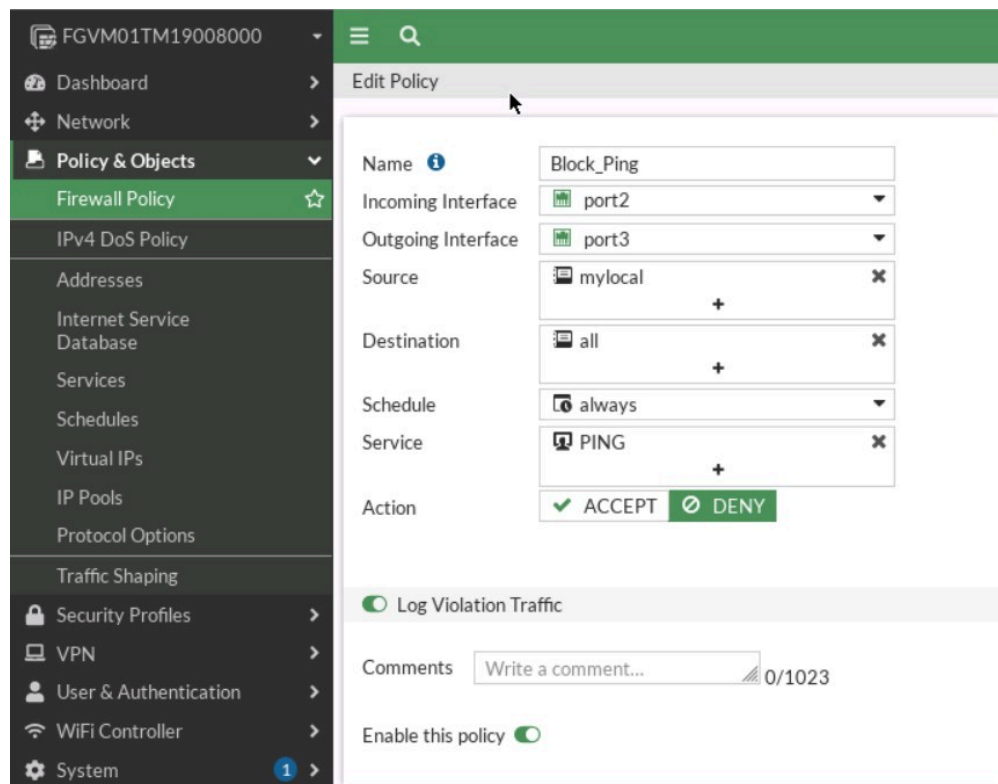 FGVM01TM19008000
Dashboard
Network
Policy & Objects
Firewall Policy
IPv4 DoS Policy
Addresses
Internet Service
Database
Services
Schedules
Virtual IPs
IP Pools
Protocol Options
Traffic Shaping
Security Profiles
VPN
User & Authentication
WiFi Controller
System 1
Edit Policy
Name Block_Ping
Incoming Interface port2
Outgoing Interface port3
Source mylocal
+
Destination all
+
Schedule always
Service PING
+
Action ACCEPT DENY
Log Violation Traffic
Comments Write a comment... 0/1023
Enable this policy